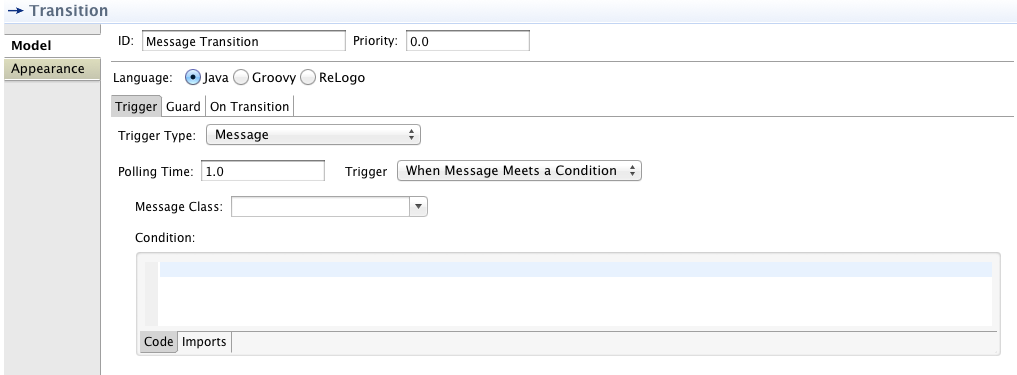 Transition
Model
ID: Message Transition Priority: 0.0
Appearance
Language: Java Groovy ReLogo
Trigger Guard On Transition
Trigger Type: Message
Polling Time: 1.0 Trigger When Message Meets a Condition
Message Class:
Condition:
Code Imports